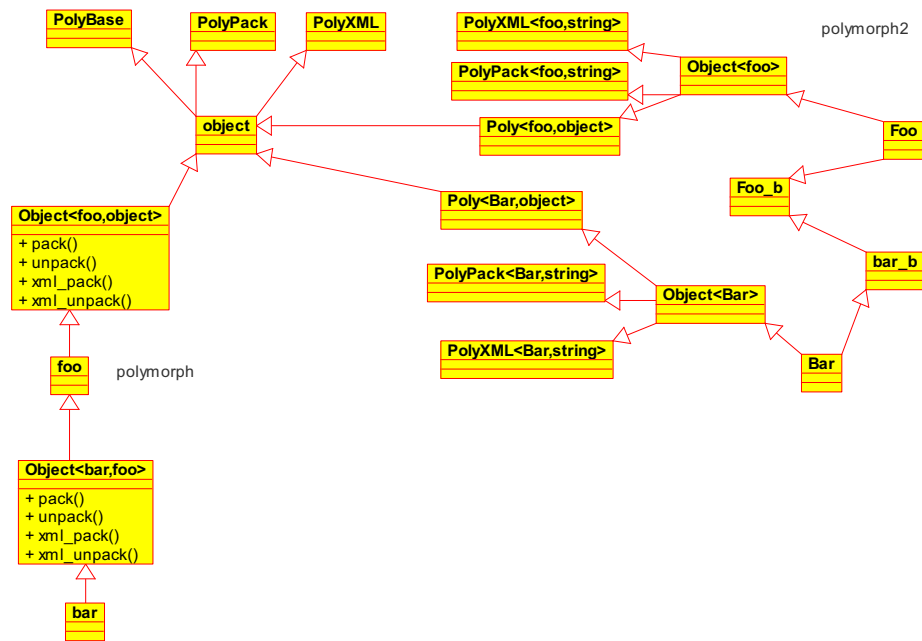 PolyBase
PolyPack
PolyXML
PolyXML<foo,string>
polymorph2
PolyPack<foo,string>
Object<foo>
object
Poly<foo,object>
Foo
Foo_b
Object<foo,object>
+ pack()
+ unpack()
+ xml_pack()
+ xml_unpack()
Poly<Bar,object>
bar_b
PolyPack<Bar,string>
Object<Bar>
PolyXML<Bar,string>
Bar
foo
polymorph
Object<bar,foo>
+ pack()
+ unpack()
+ xml_pack()
+ xml_unpack()
bar